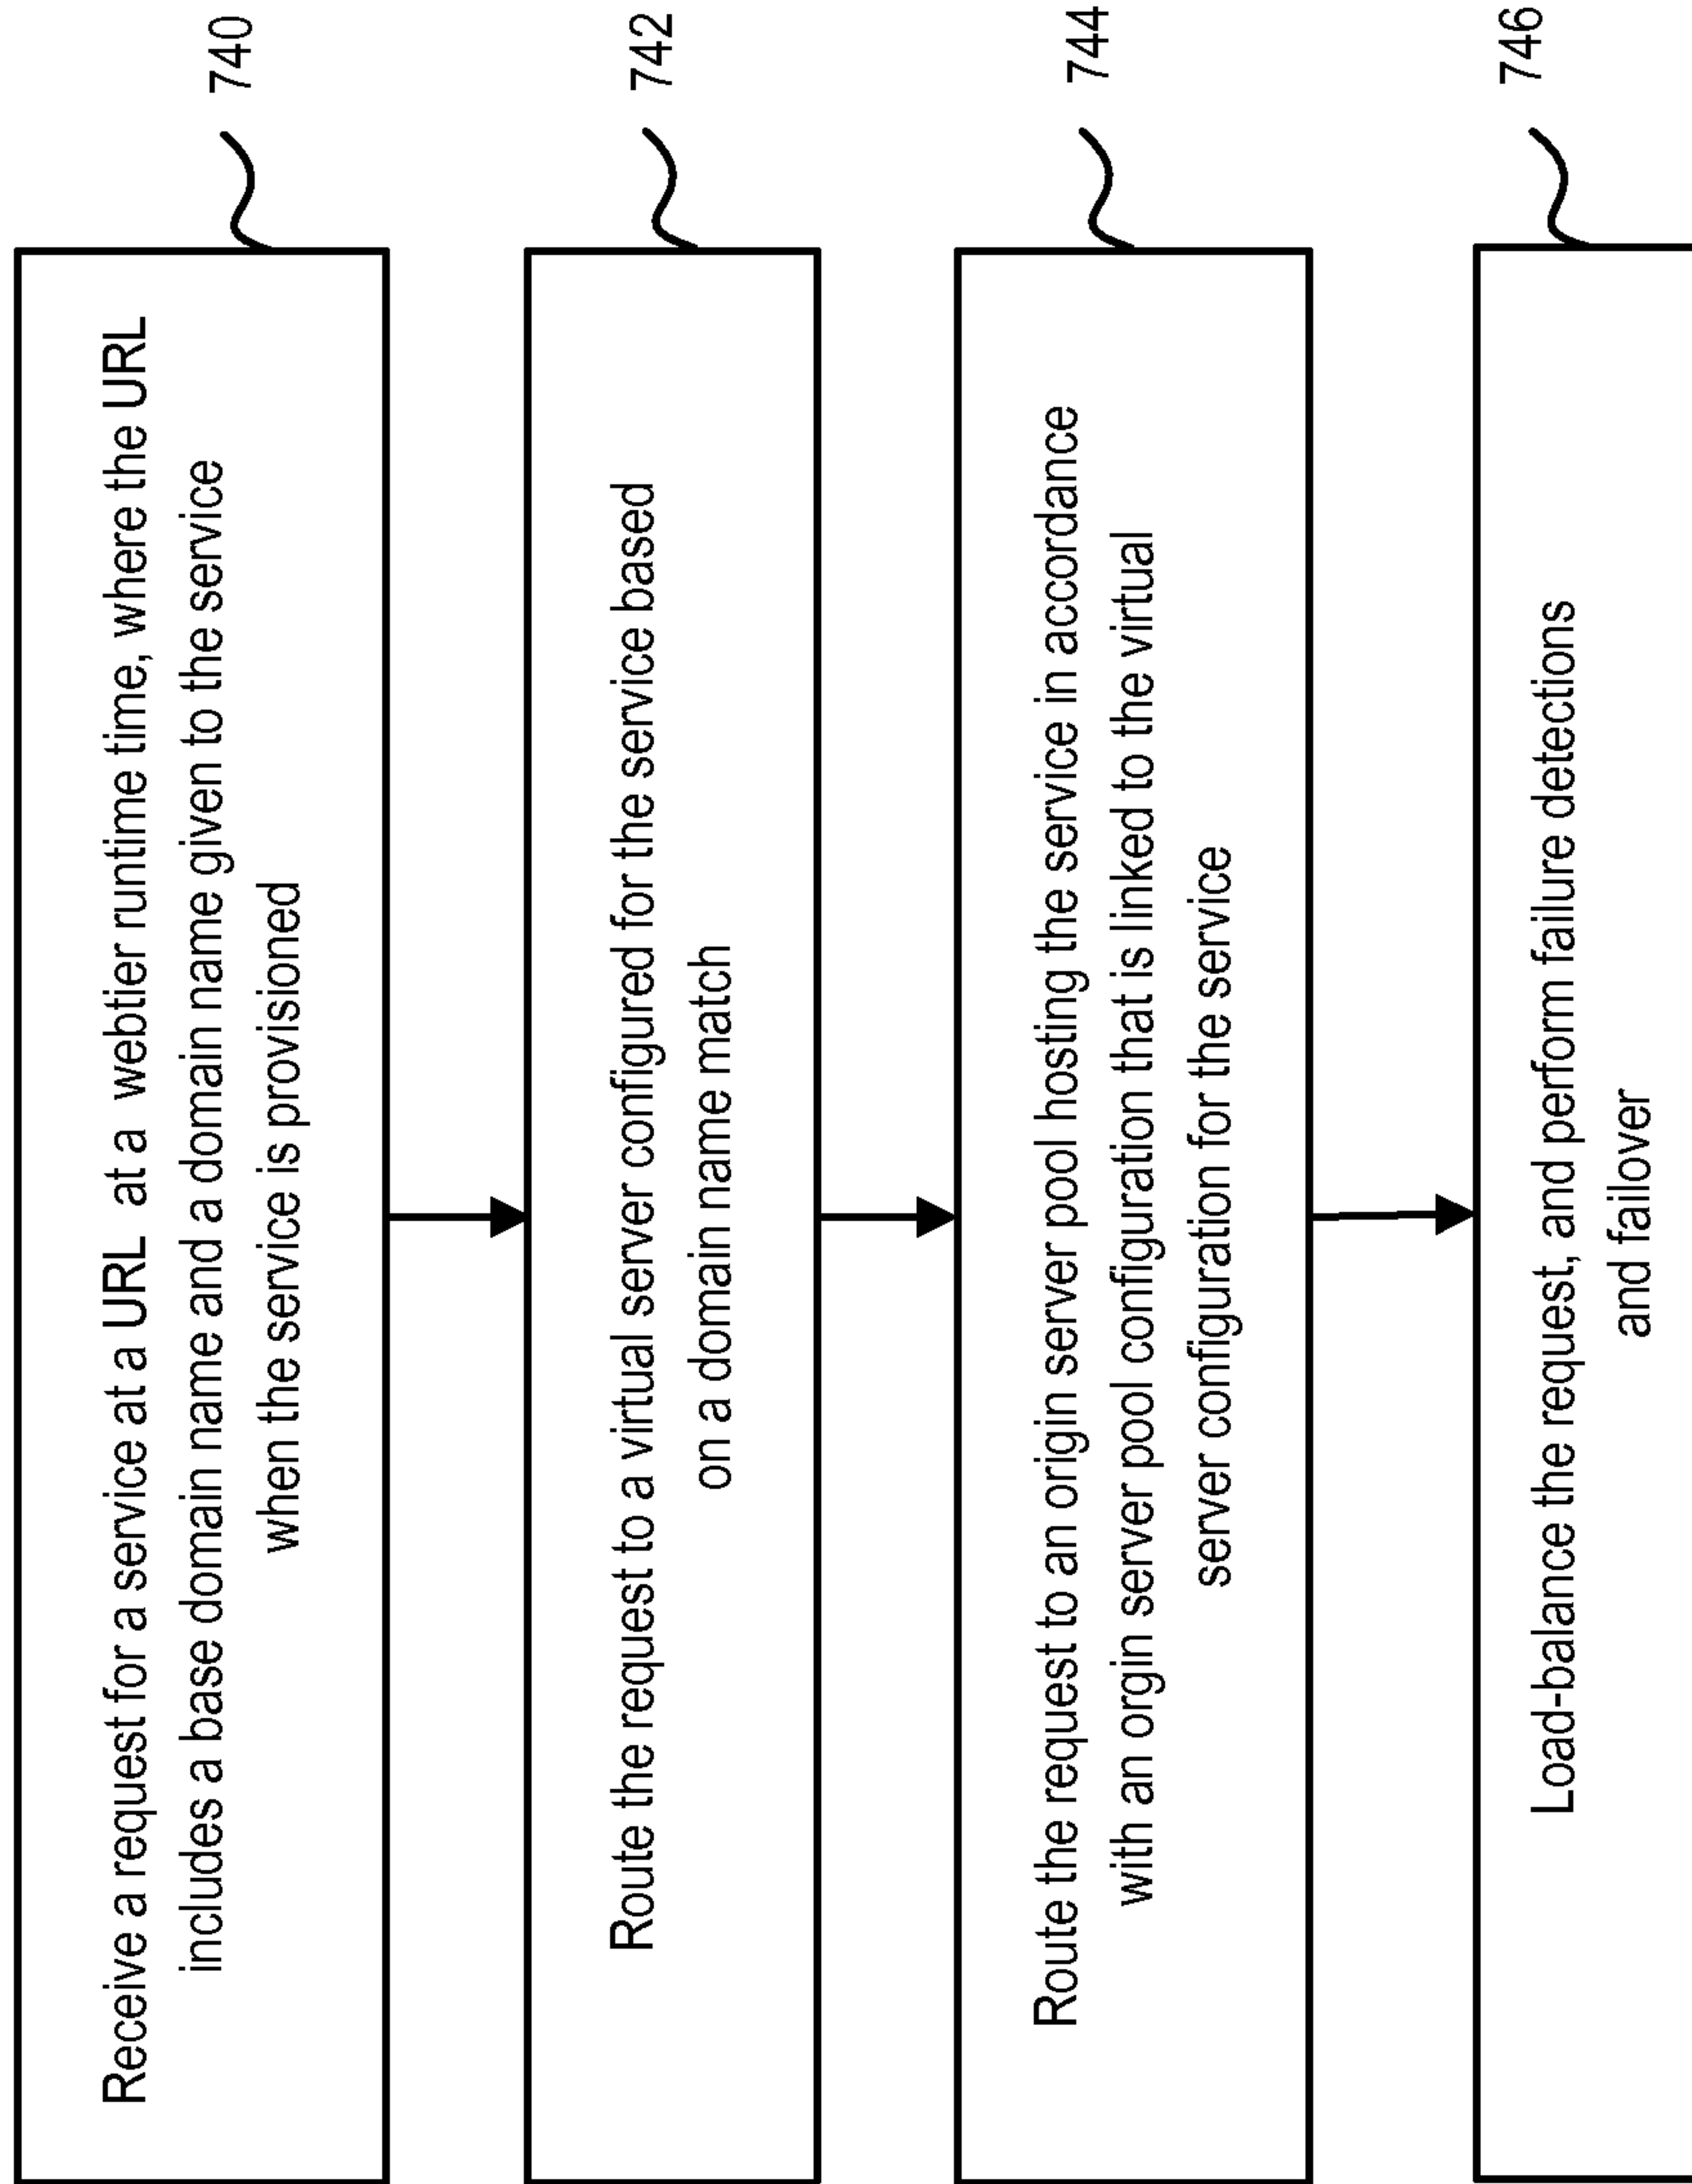 Receive a request for a service at a URL at a webtier runtime time, where the URL
includes a base domain name and a domain name given to the service
when the service is provisioned
740
Route the request to a virtual server configured for the service based
on a domain name match
742
Route the request to an origin server pool hosting the service in accordance
with an orgin server pool configuration that is linked to the virtual
server configuration for the service
744
Load-balance the request, and perform failure detections
and failover
746